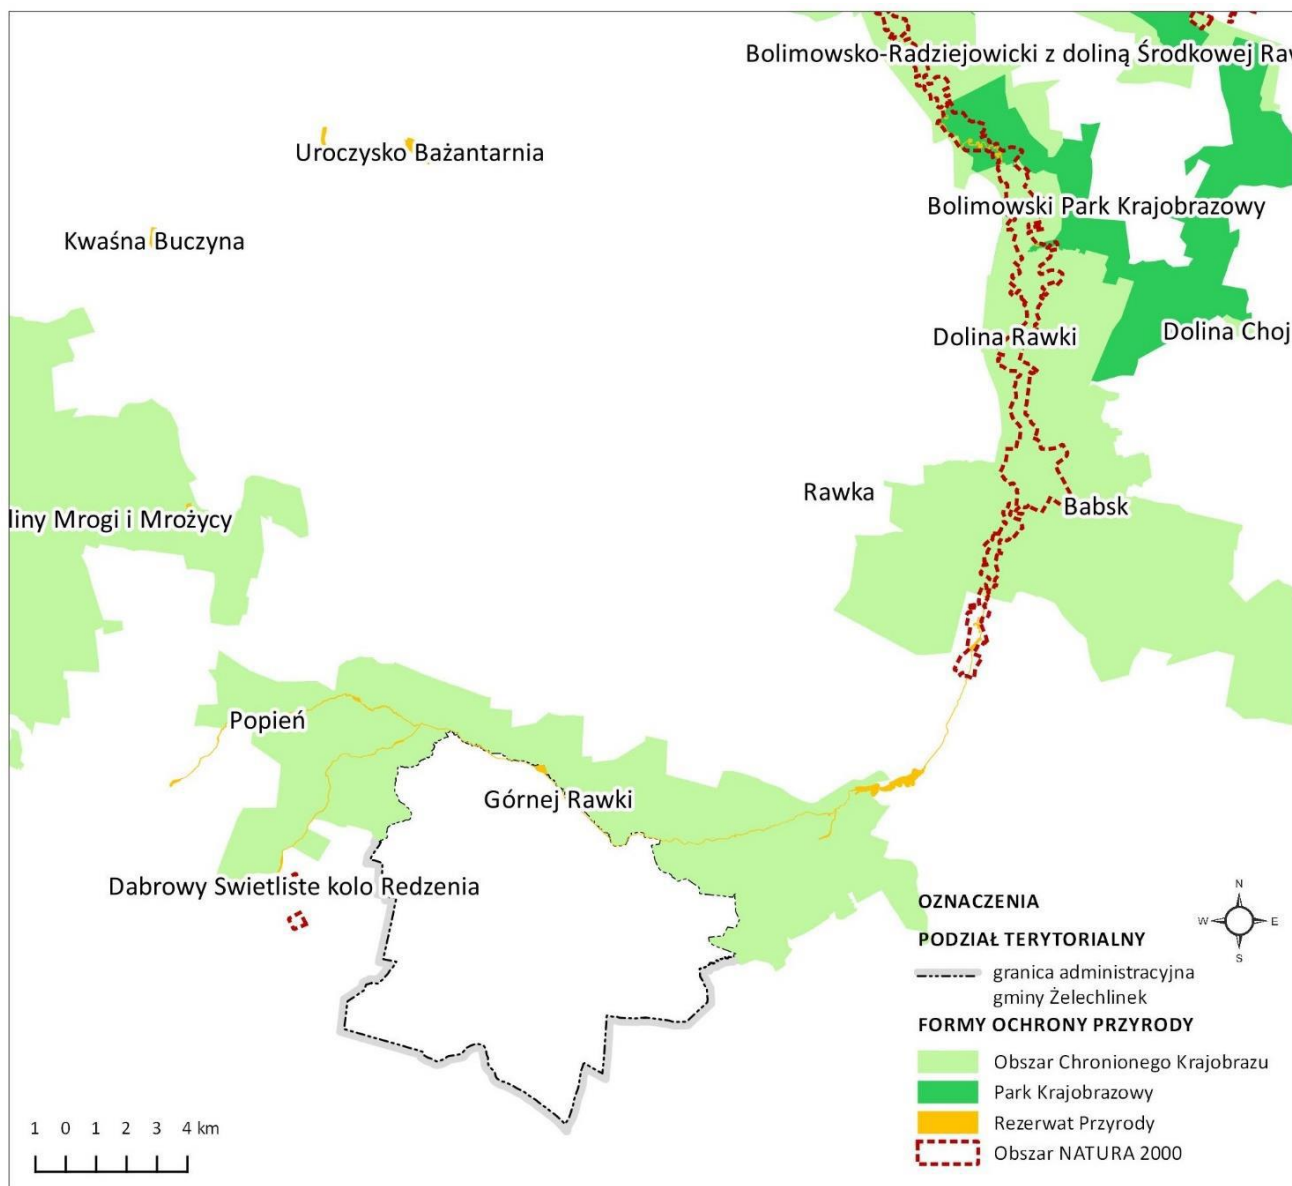 Bolimowsko-Radziejowicki z doliną Środkowej Raw
Uroczysko Bażantarnia
Bolimowski Park Krajobrazowy
Kwaśna Buczyna
Dolina Rawki
Dolina Choj
Rawka
Babsk
liny Mrogi i Mrożycy
Popień
Górnej Rawki
Dabrowy Swietliste kolo Redzenia
OZNACZENIA
N
W E
S
PODZIAŁ TERYTORIALNY
granica administracyjna
gminy Żelechlinek
FORMY OCHRONY PRZYRODY
Obszar Chronionego Krajobrazu
Park Krajobrazowy
Rezerwat Przyrody
Obszar NATURA 2000
1 0 1 2 3 4 km